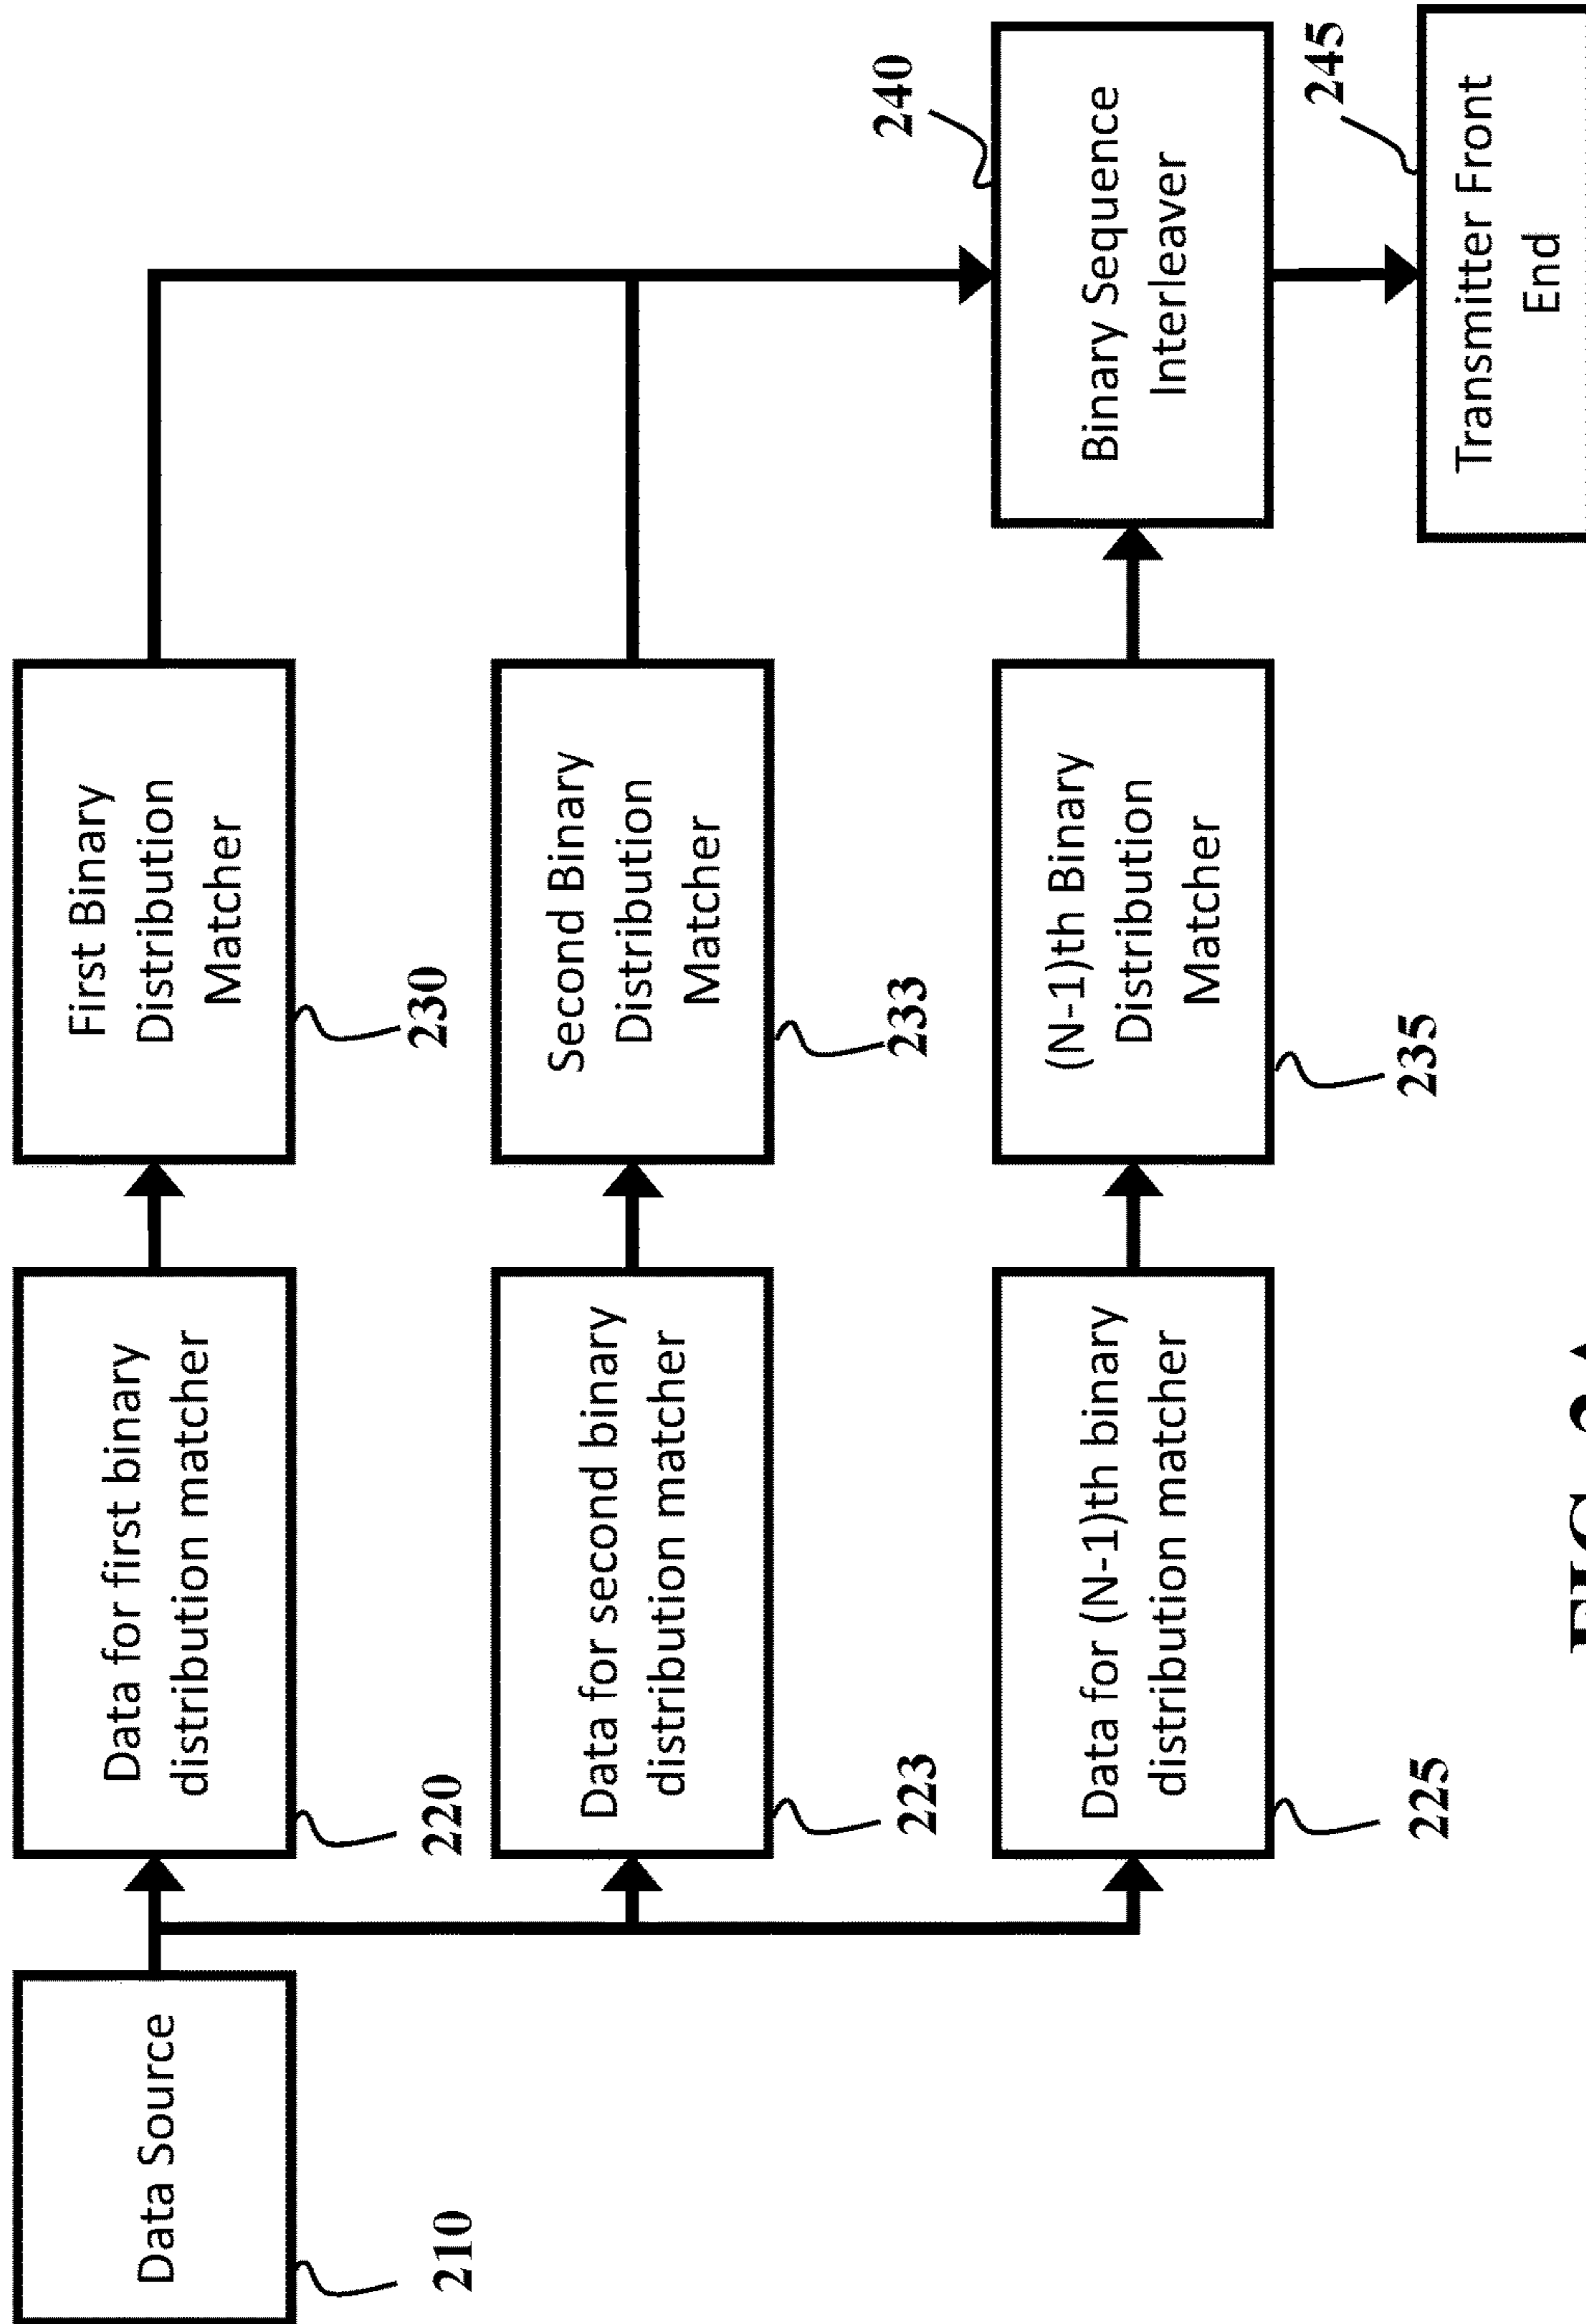 Data Source
210
Data for first binary
distribution matcher
220
First Binary
Distribution
Matcher
230
Data for second binary
distribution matcher
223
Second Binary
Distribution
Matcher
233
Data for (N-1)th binary
distribution matcher
225
(N-1)th Binary
Distribution
Matcher
235
240
Binary Sequence
Interleaver
245
Transmitter Front
End